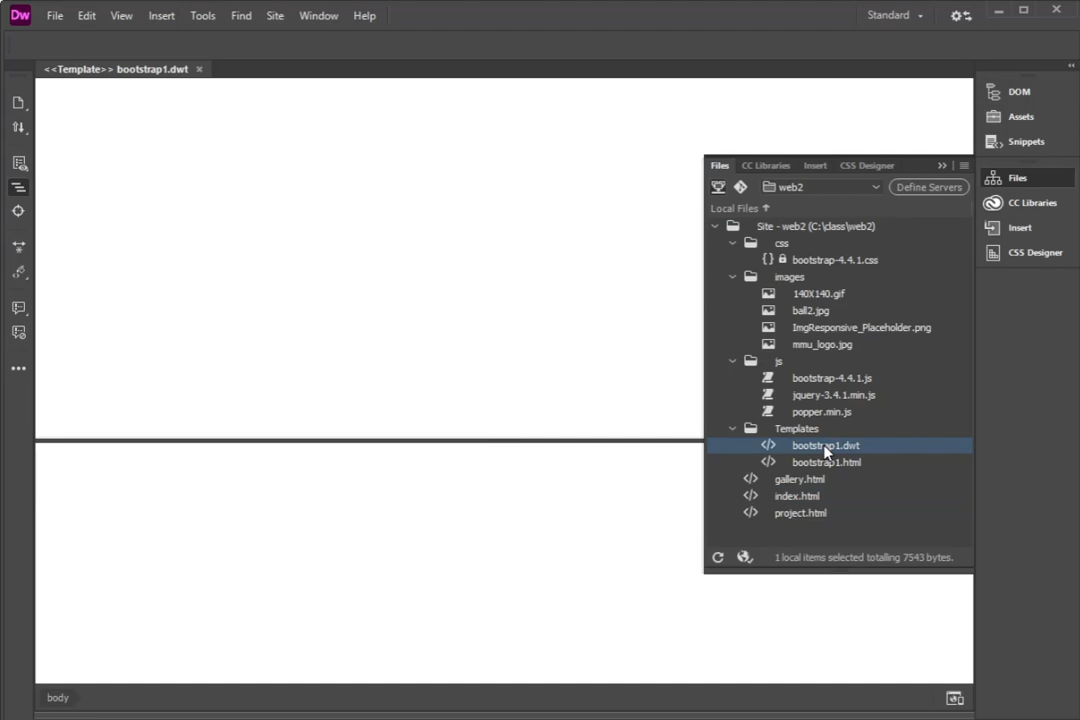 Dw File Edit View Insert Tools Find Site Window Help Standard
<<Template>> bootstrap1.dwt ×
DOM
Assets
Snippets
Files
CC Libraries
Insert
CSS Designer
Files CC Libraries Insert CSS Designer
web2 Define Servers
Local Files
Site - web2 (C:\class\web2)
css
bootstrap-4.4.1.css
images
140X140.gif
ball2.jpg
ImgResponsive_Placeholder.png
mmu_logo.jpg
js
bootstrap-4.4.1.js
jquery-3.4.1.min.js
popper.min.js
Templates
bootstrap1.dwt
bootstrap1.html
gallery.html
index.html
project.html
1 local items selected totalling 7543 bytes.
body